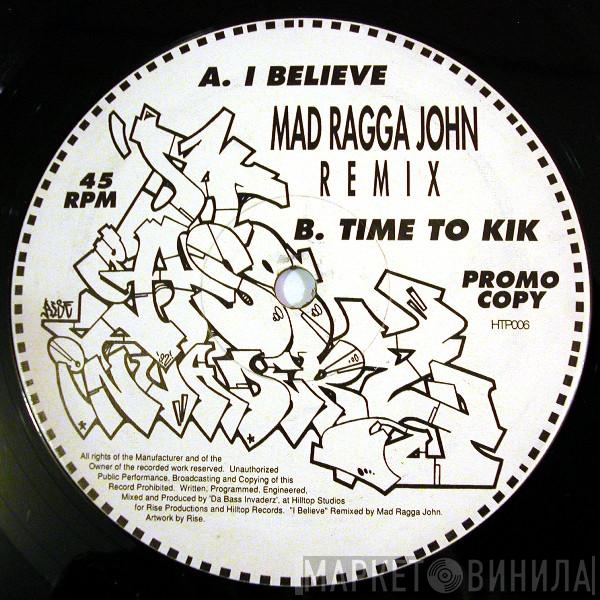 A. I BELIEVE
MAD RAGGA JOHN
REMIX
45
RPM
B. TIME TO KIK
PROMO
COPY
HTP006
DA
BASS
INVADERZ
All rights of the Manufacturer and of the
Owner of the recorded work reserved. Unauthorized
Public Performance, Broadcasting and Copying of this
Record Prohibited. Written, Programmed, Engineered,
Mixed and Produced by 'Da Bass Invaderz'. at Hilltop Studios
for Rise Productions and Hilltop Records. "I Believe" Remixed by Mad Ragga John.
Artwork by Rise.
МАРКЕТ ВИНИЛА